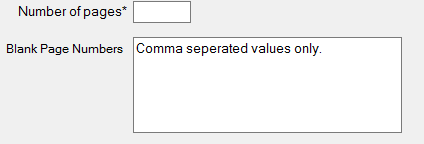 Number of pages*
Blank Page Numbers
Comma seperated values only.